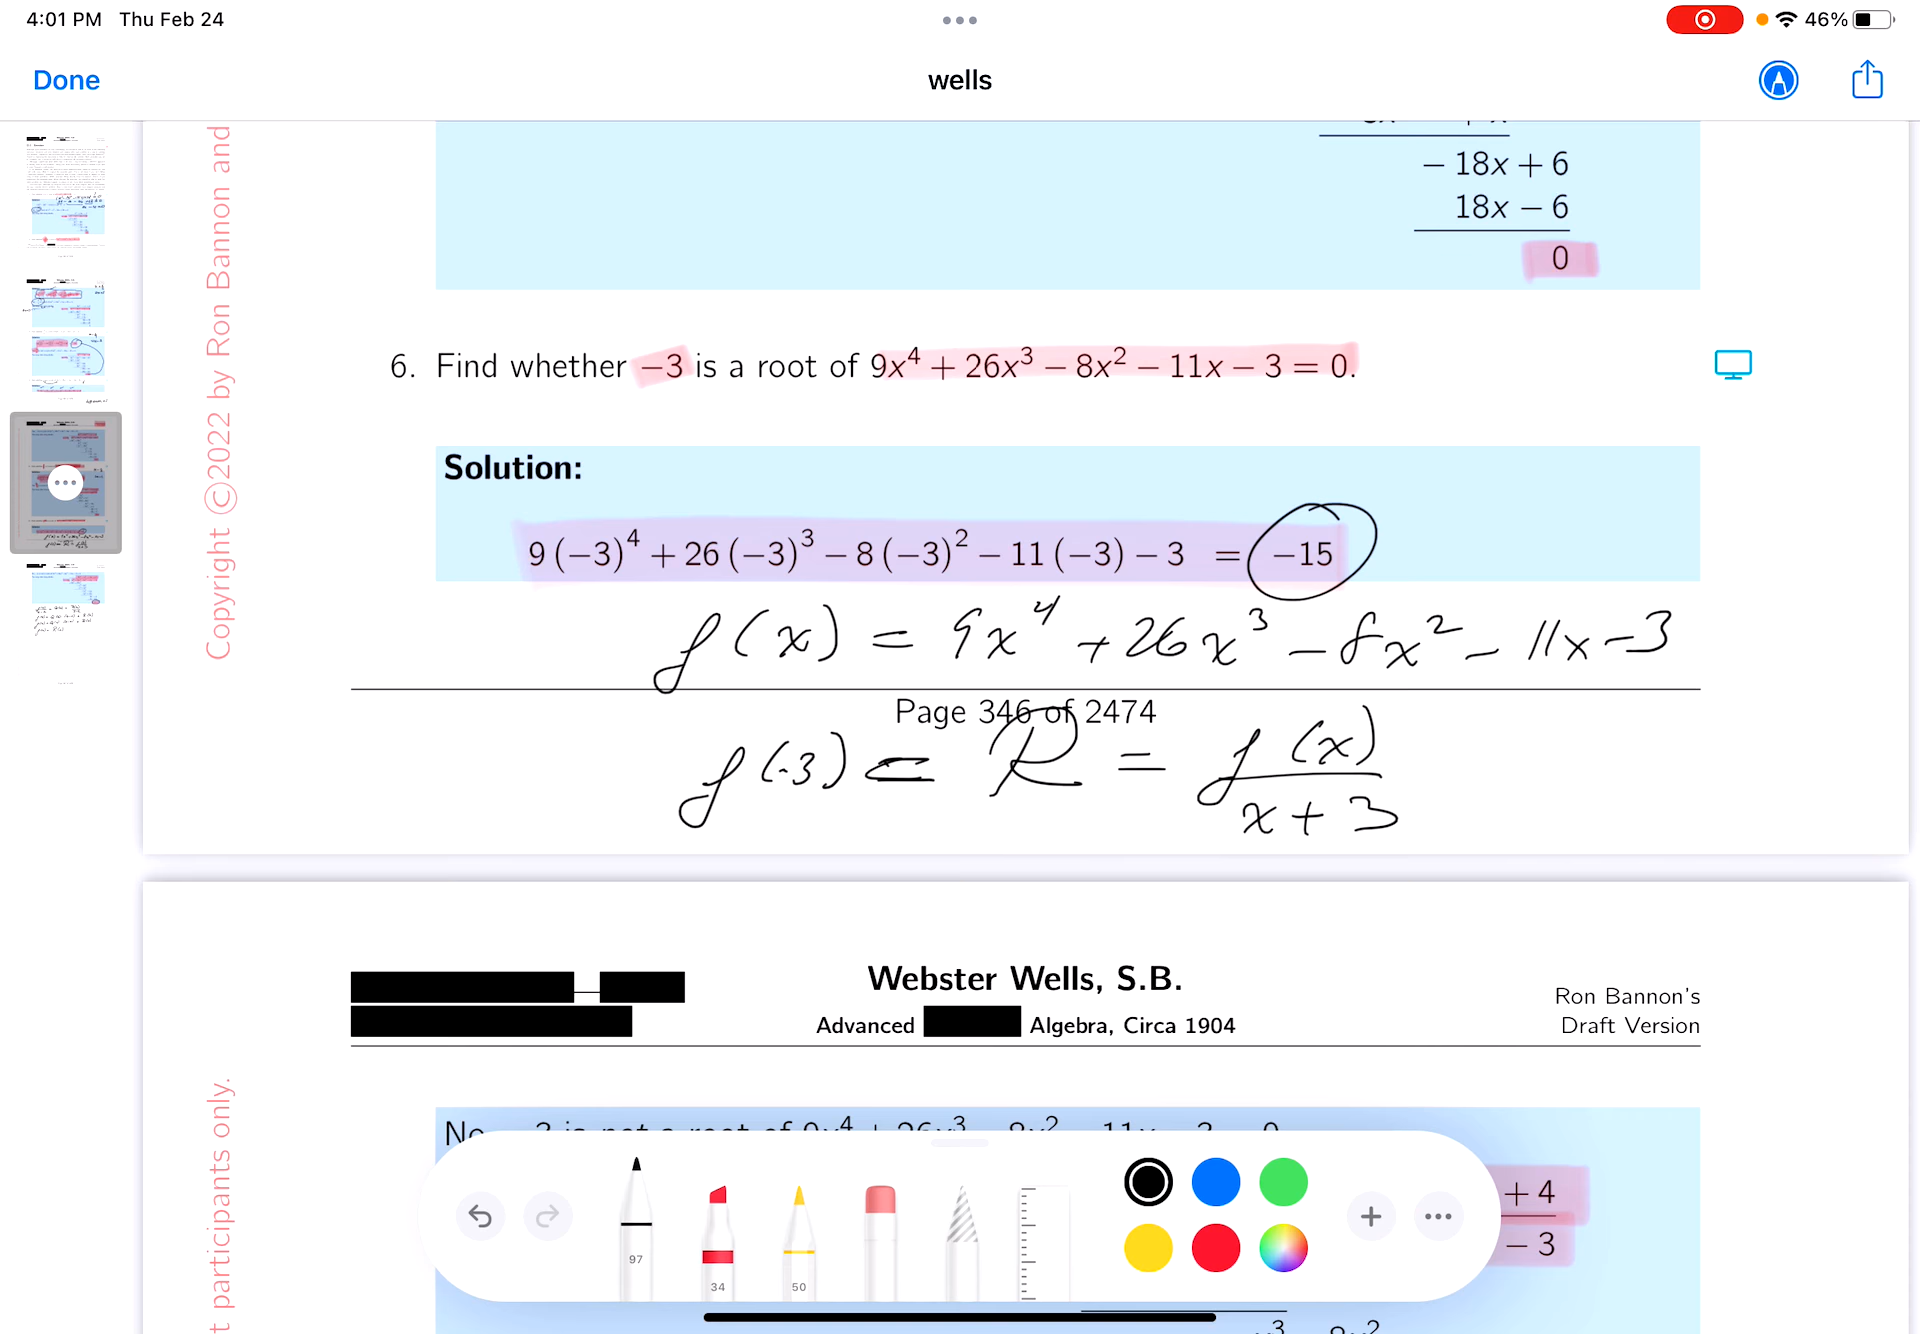 4:01 PM Thu Feb 24
46%
Done
wells
Copyright ©2022 by Ron Bannon and
− 18x + 6
18x − 6
0
6. Find whether −3 is a root of 9x⁴ + 26x³ − 8x² − 11x − 3 = 0.
Solution:
9 (−3)⁴ + 26 (−3)³ − 8 (−3)² − 11 (−3) − 3 = −15
f(x) = 9x⁴ + 26x³ − 8x² − 11x − 3
Page 346 of 2474
f(-3) = R = f(x)
x + 3
Webster Wells, S.B.
Ron Bannon's
Advanced Algebra, Circa 1904
Draft Version
t participants only.
+ 4
− 3
97
34
50